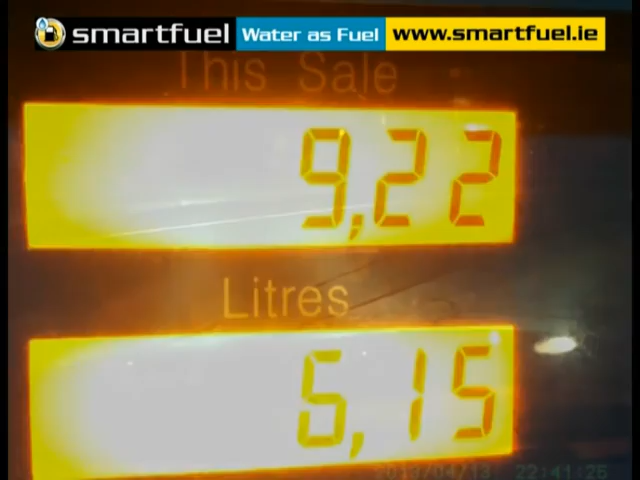 smartfuel Water as Fuel www.smartfuel.ie
This Sale
9,22
Litres
6,15
2013/04/13 22:41:25